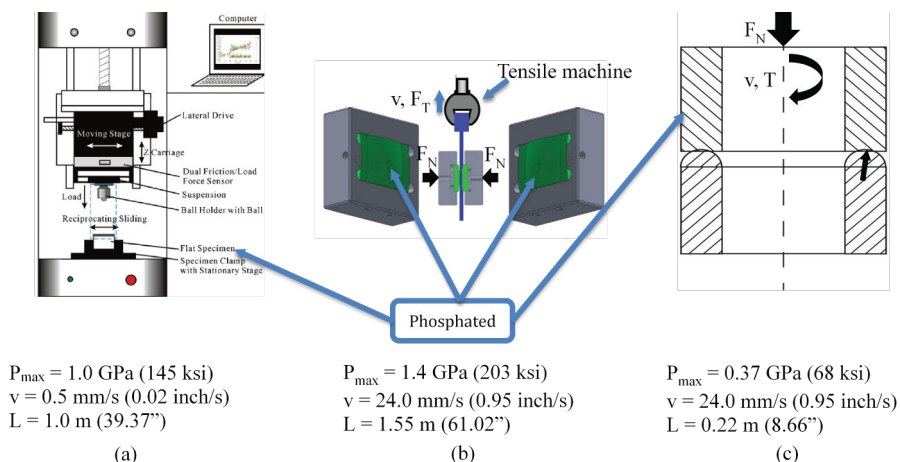 Computer
Lateral Drive
Moving Stage
Z Carriage
Dual Friction/Load
Force Sensor
Suspension
Load
Ball Holder with Ball
Reciprocating Sliding
Flat Specimen
Specimen Clamp
with Stationary Stage
P_max = 1.0 GPa (145 ksi)
v = 0.5 mm/s (0.02 inch/s)
L = 1.0 m (39.37”)
(a)
Tensile machine
v, F_T
F_N
F_N
Phosphated
P_max = 1.4 GPa (203 ksi)
v = 24.0 mm/s (0.95 inch/s)
L = 1.55 m (61.02”)
(b)
F_N
v, T
P_max = 0.37 GPa (68 ksi)
v = 24.0 mm/s (0.95 inch/s)
L = 0.22 m (8.66”)
(c)